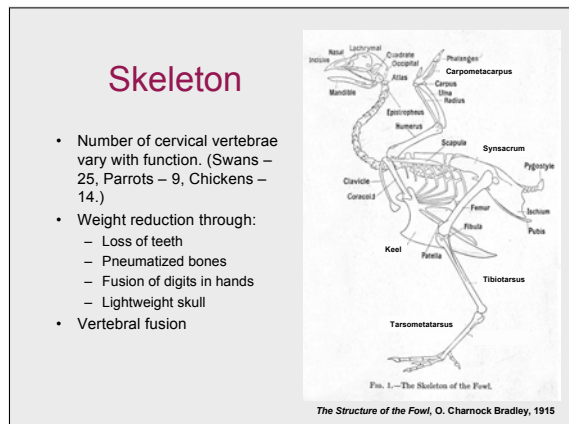 Skeleton
• Number of cervical vertebrae
vary with function. (Swans –
25, Parrots – 9, Chickens –
14.)
• Weight reduction through:
– Loss of teeth
– Pneumatized bones
– Fusion of digits in hands
– Lightweight skull
• Vertebral fusion
Nasal
Lachrymal
Incisive
Quadrate
Occipital
Atlas
Mandible
Phalanges
Carpometacarpus
Carpus
Ulna
Radius
Epistropheus
Humerus
Scapula
Synsacrum
Pygostyle
Clavicle
Coracoid
Femur
Ischium
Fibula
Pubis
Keel
Patella
Tibiotarsus
Tarsometatarsus
Fig. 1.—The Skeleton of the Fowl.
The Structure of the Fowl, O. Charnock Bradley, 1915